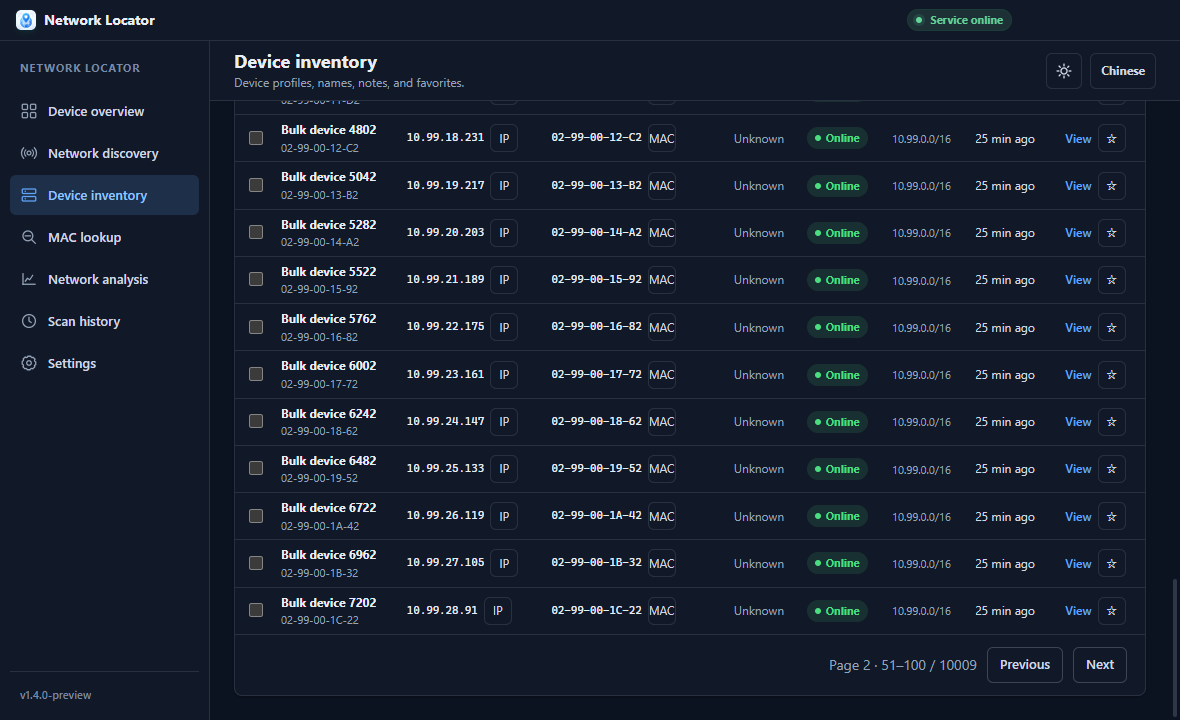 Network Locator
Service online
NETWORK LOCATOR
Device overview
Network discovery
Device inventory
MAC lookup
Network analysis
Scan history
Settings
v1.4.0-preview
Device inventory
Device profiles, names, notes, and favorites.
Chinese
Bulk device 4802 10.99.18.231 IP 02-99-00-12-C2 MAC Unknown Online 10.99.0.0/16 25 min ago View
02-99-00-12-C2
Bulk device 5042 10.99.19.217 IP 02-99-00-13-B2 MAC Unknown Online 10.99.0.0/16 25 min ago View
02-99-00-13-B2
Bulk device 5282 10.99.20.203 IP 02-99-00-14-A2 MAC Unknown Online 10.99.0.0/16 25 min ago View
02-99-00-14-A2
Bulk device 5522 10.99.21.189 IP 02-99-00-15-92 MAC Unknown Online 10.99.0.0/16 25 min ago View
02-99-00-15-92
Bulk device 5762 10.99.22.175 IP 02-99-00-16-82 MAC Unknown Online 10.99.0.0/16 25 min ago View
02-99-00-16-82
Bulk device 6002 10.99.23.161 IP 02-99-00-17-72 MAC Unknown Online 10.99.0.0/16 25 min ago View
02-99-00-17-72
Bulk device 6242 10.99.24.147 IP 02-99-00-18-62 MAC Unknown Online 10.99.0.0/16 25 min ago View
02-99-00-18-62
Bulk device 6482 10.99.25.133 IP 02-99-00-19-52 MAC Unknown Online 10.99.0.0/16 25 min ago View
02-99-00-19-52
Bulk device 6722 10.99.26.119 IP 02-99-00-1A-42 MAC Unknown Online 10.99.0.0/16 25 min ago View
02-99-00-1A-42
Bulk device 6962 10.99.27.105 IP 02-99-00-1B-32 MAC Unknown Online 10.99.0.0/16 25 min ago View
02-99-00-1B-32
Bulk device 7202 10.99.28.91 IP 02-99-00-1C-22 MAC Unknown Online 10.99.0.0/16 25 min ago View
02-99-00-1C-22
Page 2 · 51–100 / 10009 Previous Next